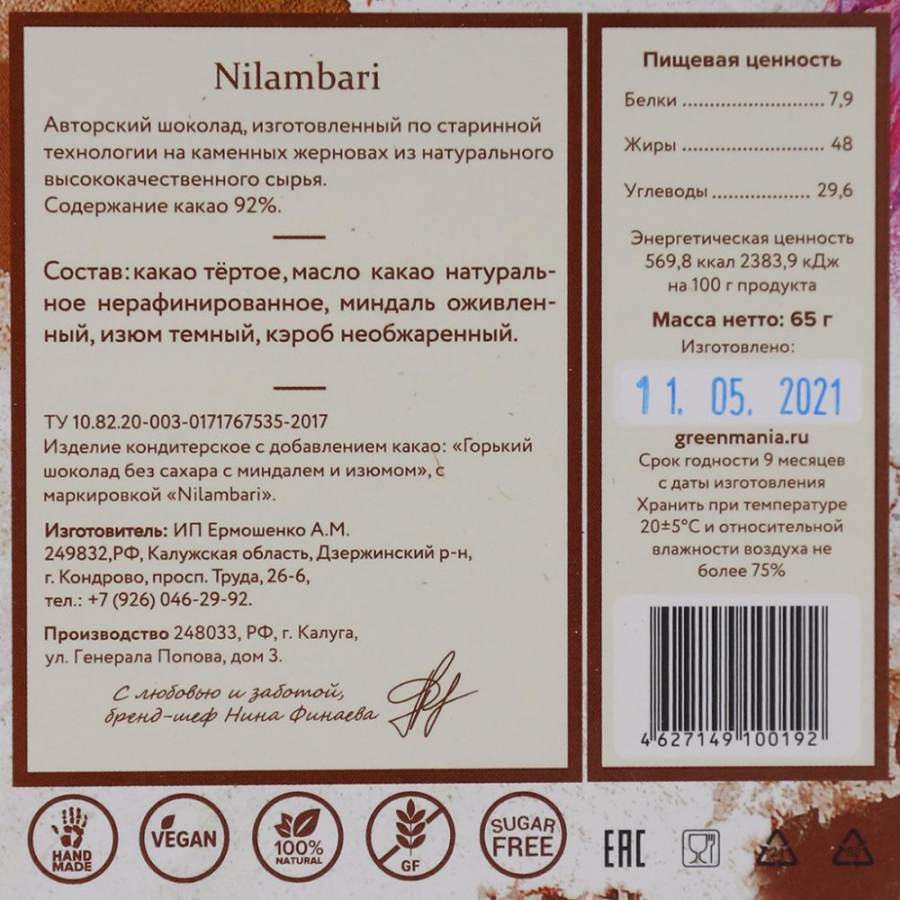 Nilambari
Авторский шоколад, изготовленный по старинной
технологии на каменных жерновах из натурального
высококачественного сырья.
Содержание какао 92%.
Состав: какао тёртое, масло какао натураль-
ное нерафинированное, миндаль оживлен-
ный, изюм темный, кэроб необжаренный.
ТУ 10.82.20-003-0171767535-2017
Изделие кондитерское с добавлением какао: «Горький
шоколад без сахара с миндалем и изюмом», с
маркировкой «Nilambari».
Изготовитель: ИП Ермошенко А.М.
249832,РФ, Калужская область, Дзержинский р-н,
г. Кондрово, просп. Труда, 26-6,
тел.: +7 (926) 046-29-92.
Производство 248033, РФ, г. Калуга,
ул. Генерала Попова, дом 3.
С любовью и заботой,
бренд-шеф Нина Финаева
Пищевая ценность
Белки ........................ 7,9
Жиры ........................ 48
Углеводы ................ 29,6
Энергетическая ценность
569,8 ккал 2383,9 кДж
на 100 г продукта
Масса нетто: 65 г
Изготовлено:
11. 05. 2021
greenmania.ru
Срок годности 9 месяцев
с даты изготовления
Хранить при температуре
20±5°С и относительной
влажности воздуха не
более 75%
4 627149 100192
HAND
MADE
VEGAN
100%
NATURAL
GF
SUGAR
FREE
EAC